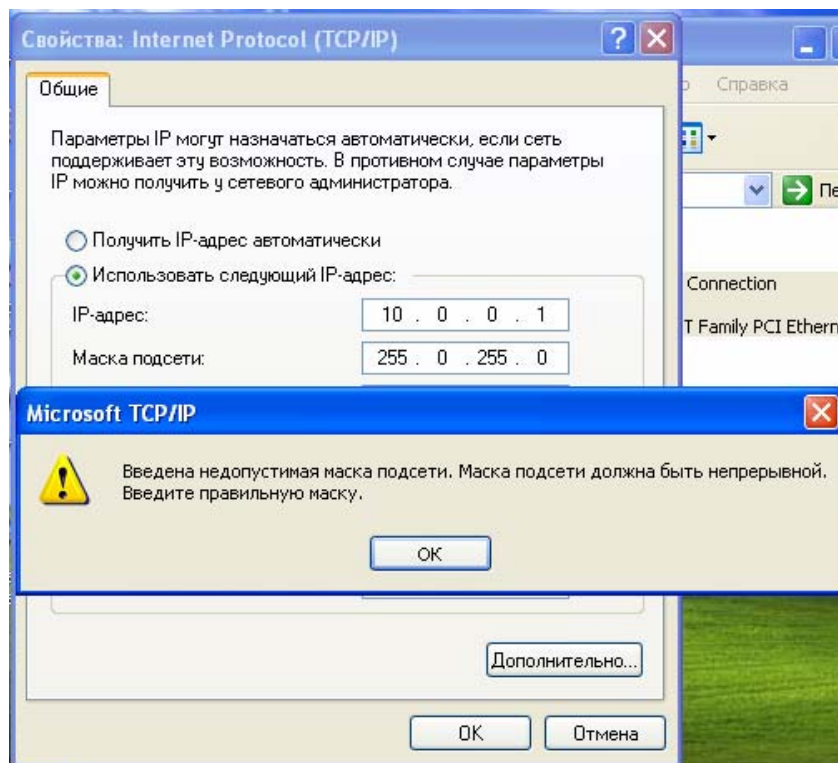 Свойства: Internet Protocol (TCP/IP)
Общие
Справка
Параметры IP могут назначаться автоматически, если сеть
поддерживает эту возможность. В противном случае параметры
IP можно получить у сетевого администратора.
Получить IP-адрес автоматически
Использовать следующий IP-адрес:
IP-адрес:
10 . 0 . 0 . 1
Маска подсети:
255 . 0 . 255 . 0
Connection
T Family PCI Ethern
Microsoft TCP/IP
Введена недопустимая маска подсети. Маска подсети должна быть непрерывной.
Введите правильную маску.
OK
Дополнительно...
OK
Отмена